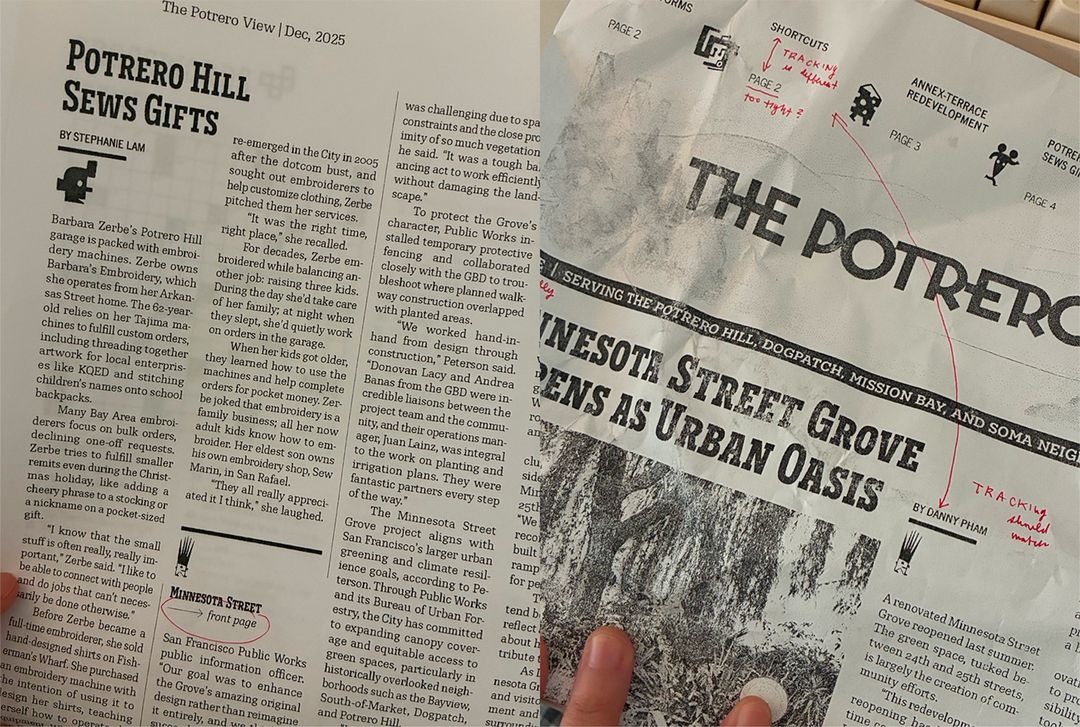 The Potrero View | Dec, 2025
POTRERO HILL
SEWS GIFTS
BY STEPHANIE LAM
Barbara Zerbe's Potrero Hill
garage is packed with embroi-
dery machines. Zerbe owns
Barbara's Embroidery, which
she operates from her Arkan-
sas Street home. The 62-year-
old relies on her Tajima ma-
chines to fulfill custom orders,
including threading together
artwork for local enterpris-
es like KQED and stitching
children's names onto school
backpacks.
Many Bay Area embroi-
derers focus on bulk orders,
declining one-off requests.
Zerbe tries to fulfill smaller
remits even during the Christ-
mas holiday, like adding a
cheery phrase to a stocking or
a nickname on a pocket-sized
gift.
"I know that the small
stuff is often really, really im-
portant," Zerbe said. "I like to
be able to connect with people
and do jobs that can't neces-
sarily be done otherwise."
Before Zerbe became a
full-time embroiderer, she sold
hand-designed shirts on Fish-
erman's Wharf. She purchased
an embroidery machine with
the intention of using it to
design her shirts, teaching
herself how to operate
re-emerged in the City in 2005
after the dotcom bust, and
sought out embroiderers to
help customize clothing, Zerbe
pitched them her services.
"It was the right time,
right place," she recalled.
For decades, Zerbe em-
broidered while balancing an-
other job: raising three kids.
During the day she'd take care
of her family; at night when
they slept, she'd quietly work
on orders in the garage.
When her kids got older,
they learned how to use the
machines and help complete
orders for pocket money. Zer-
be joked that embroidery is a
family business; all her now
adult kids know how to em-
broider. Her eldest son owns
his own embroidery shop, Sew
Marin, in San Rafael.
"They all really appreci-
ated it I think," she laughed.
MINNESOTA STREET
front page
San Francisco Public Works
public information officer.
"Our goal was to enhance
the Grove's amazing original
design rather than reimagine
it entirely, and we
was challenging due to spa
constraints and the close pro
imity of so much vegetation
he said. "It was a tough ba
ancing act to work efficiently
without damaging the land-
scape."
To protect the Grove's
character, Public Works in-
stalled temporary protective
fencing and collaborated
closely with the GBD to trou-
bleshoot where planned walk-
way construction overlapped
with planted areas.
"We worked hand-in-
hand from design through
construction," Peterson said.
"Donovan Lacy and Andrea
Banas from the GBD were in-
credible liaisons between the
project team and the commu-
nity, and their operations man-
ager, Juan Lainz, was integral
to the work on planting and
irrigation plans. They were
fantastic partners every step
of the way."
The Minnesota Street
Grove project aligns with
San Francisco's larger urban
greening and climate resil-
ience goals, according to Pe-
terson. Through Public Works
and its Bureau of Urban For-
estry, the City has committed
to expanding canopy cover-
age and equitable access to
green spaces, particularly in
historically overlooked neigh-
borhoods such as the Bayview,
South-of-Market, Dogpatch,
and Potrero Hill.
ORMS
PAGE 2
SHORTCUTS
PAGE 2
TRACKING
is different
too tight?
ANNEX-TERRACE
REDEVELOPMENT
PAGE 3
POTRE
SEWS GI
PAGE 4
THE POTRERO
SERVING THE POTRERO HILL, DOGPATCH, MISSION BAY, AND SOMA NEIG
NNESOTA STREET GROVE
ENS AS URBAN OASIS
BY DANNY PHAM
TRACKING
should
match
A renovated Minnesota Street
Grove reopened last summer.
The green space, tucked be-
tween 24th and 25th streets,
is largely the creation of com-
munity efforts.
"This redevelopment